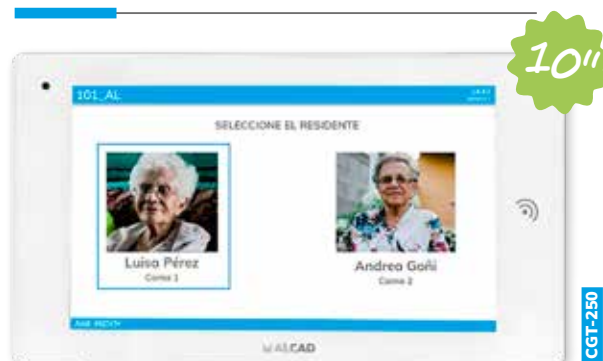 10"
101_AL
SELECCIONE EL RESIDENTE
Luisa Pérez
Cama 1
Andrea Goñi
Cama 2
ALCAD
CGT-250